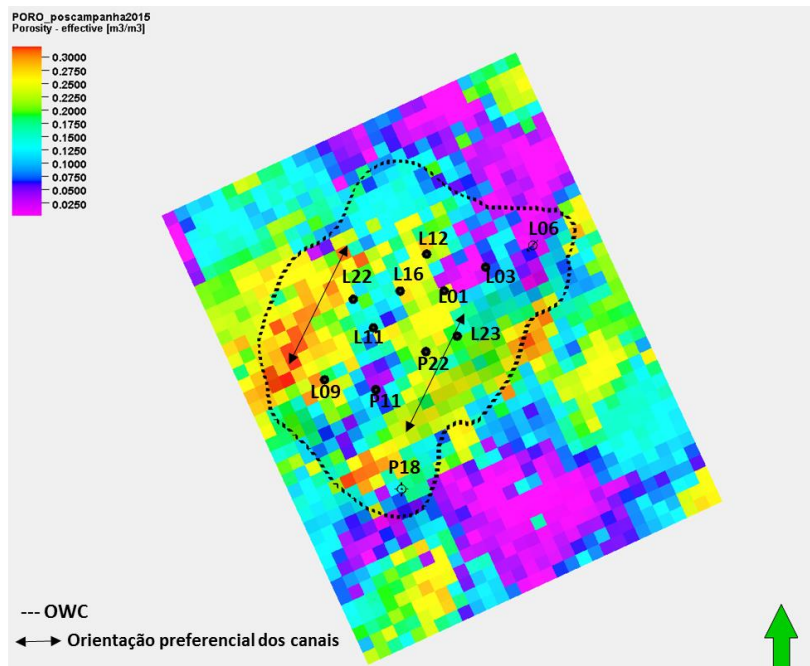 PORO_poscampanha2015
Porosity - effective [m3/m3]
0.3000
0.2750
0.2500
0.2250
0.2000
0.1750
0.1500
0.1250
0.1000
0.0750
0.0500
0.0250
L06
L12
L03
L22
L16
L01
L11
L23
P22
L09
P11
P18
--- OWC
Orientação preferencial dos canais